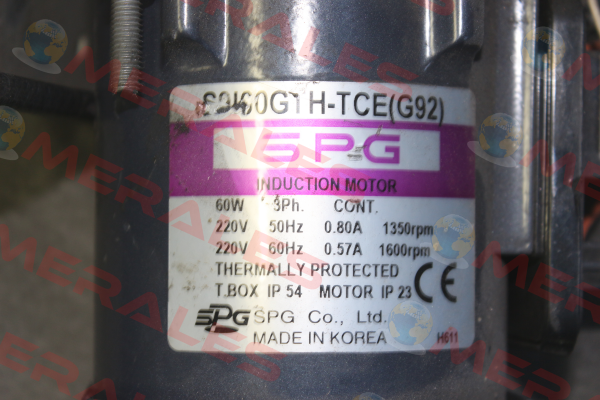 S9I60GTH-TCE(G92)
SPG
INDUCTION MOTOR
60W 3Ph. CONT.
220V 50Hz 0.80A 1350rpm
220V 60Hz 0.57A 1600rpm
THERMALLY PROTECTED
T.BOX IP 54 MOTOR IP 23 CE
SPG SPG Co., Ltd.
MADE IN KOREA H611
MERALES